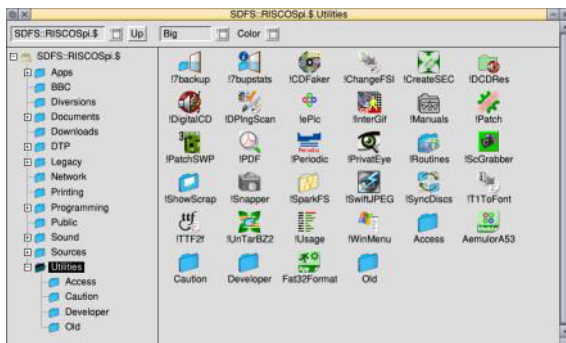 SDFS::RISCOSpi.$.Utilities
SDFS::RISCOSpi.$ Up Big Color
SDFS::RISCOSpi.$
Apps
BBC
Diversions
Documents
Downloads
DTP
Legacy
Network
Printing
Programming
Public
Sound
Sources
Utilities
Access
Caution
Developer
Old
!7backup !7bupstats !CDFaker !ChangeFSI !CreateSEC !DCDRes
!DigitalCD !DPlngScan !ePic !InterGif !Manuals !Patch
!PatchSWP !PDF !Periodic !PrivatEye !Routines !ScGrabber
!ShowScrap !Snapper !SparkFS !SwiftJPEG !SyncDiscs !T1ToFont
!TTF2f !UnTarBZ2 !Usage !WinMenu Access AemulorA53
Caution Developer Fat32Format Old